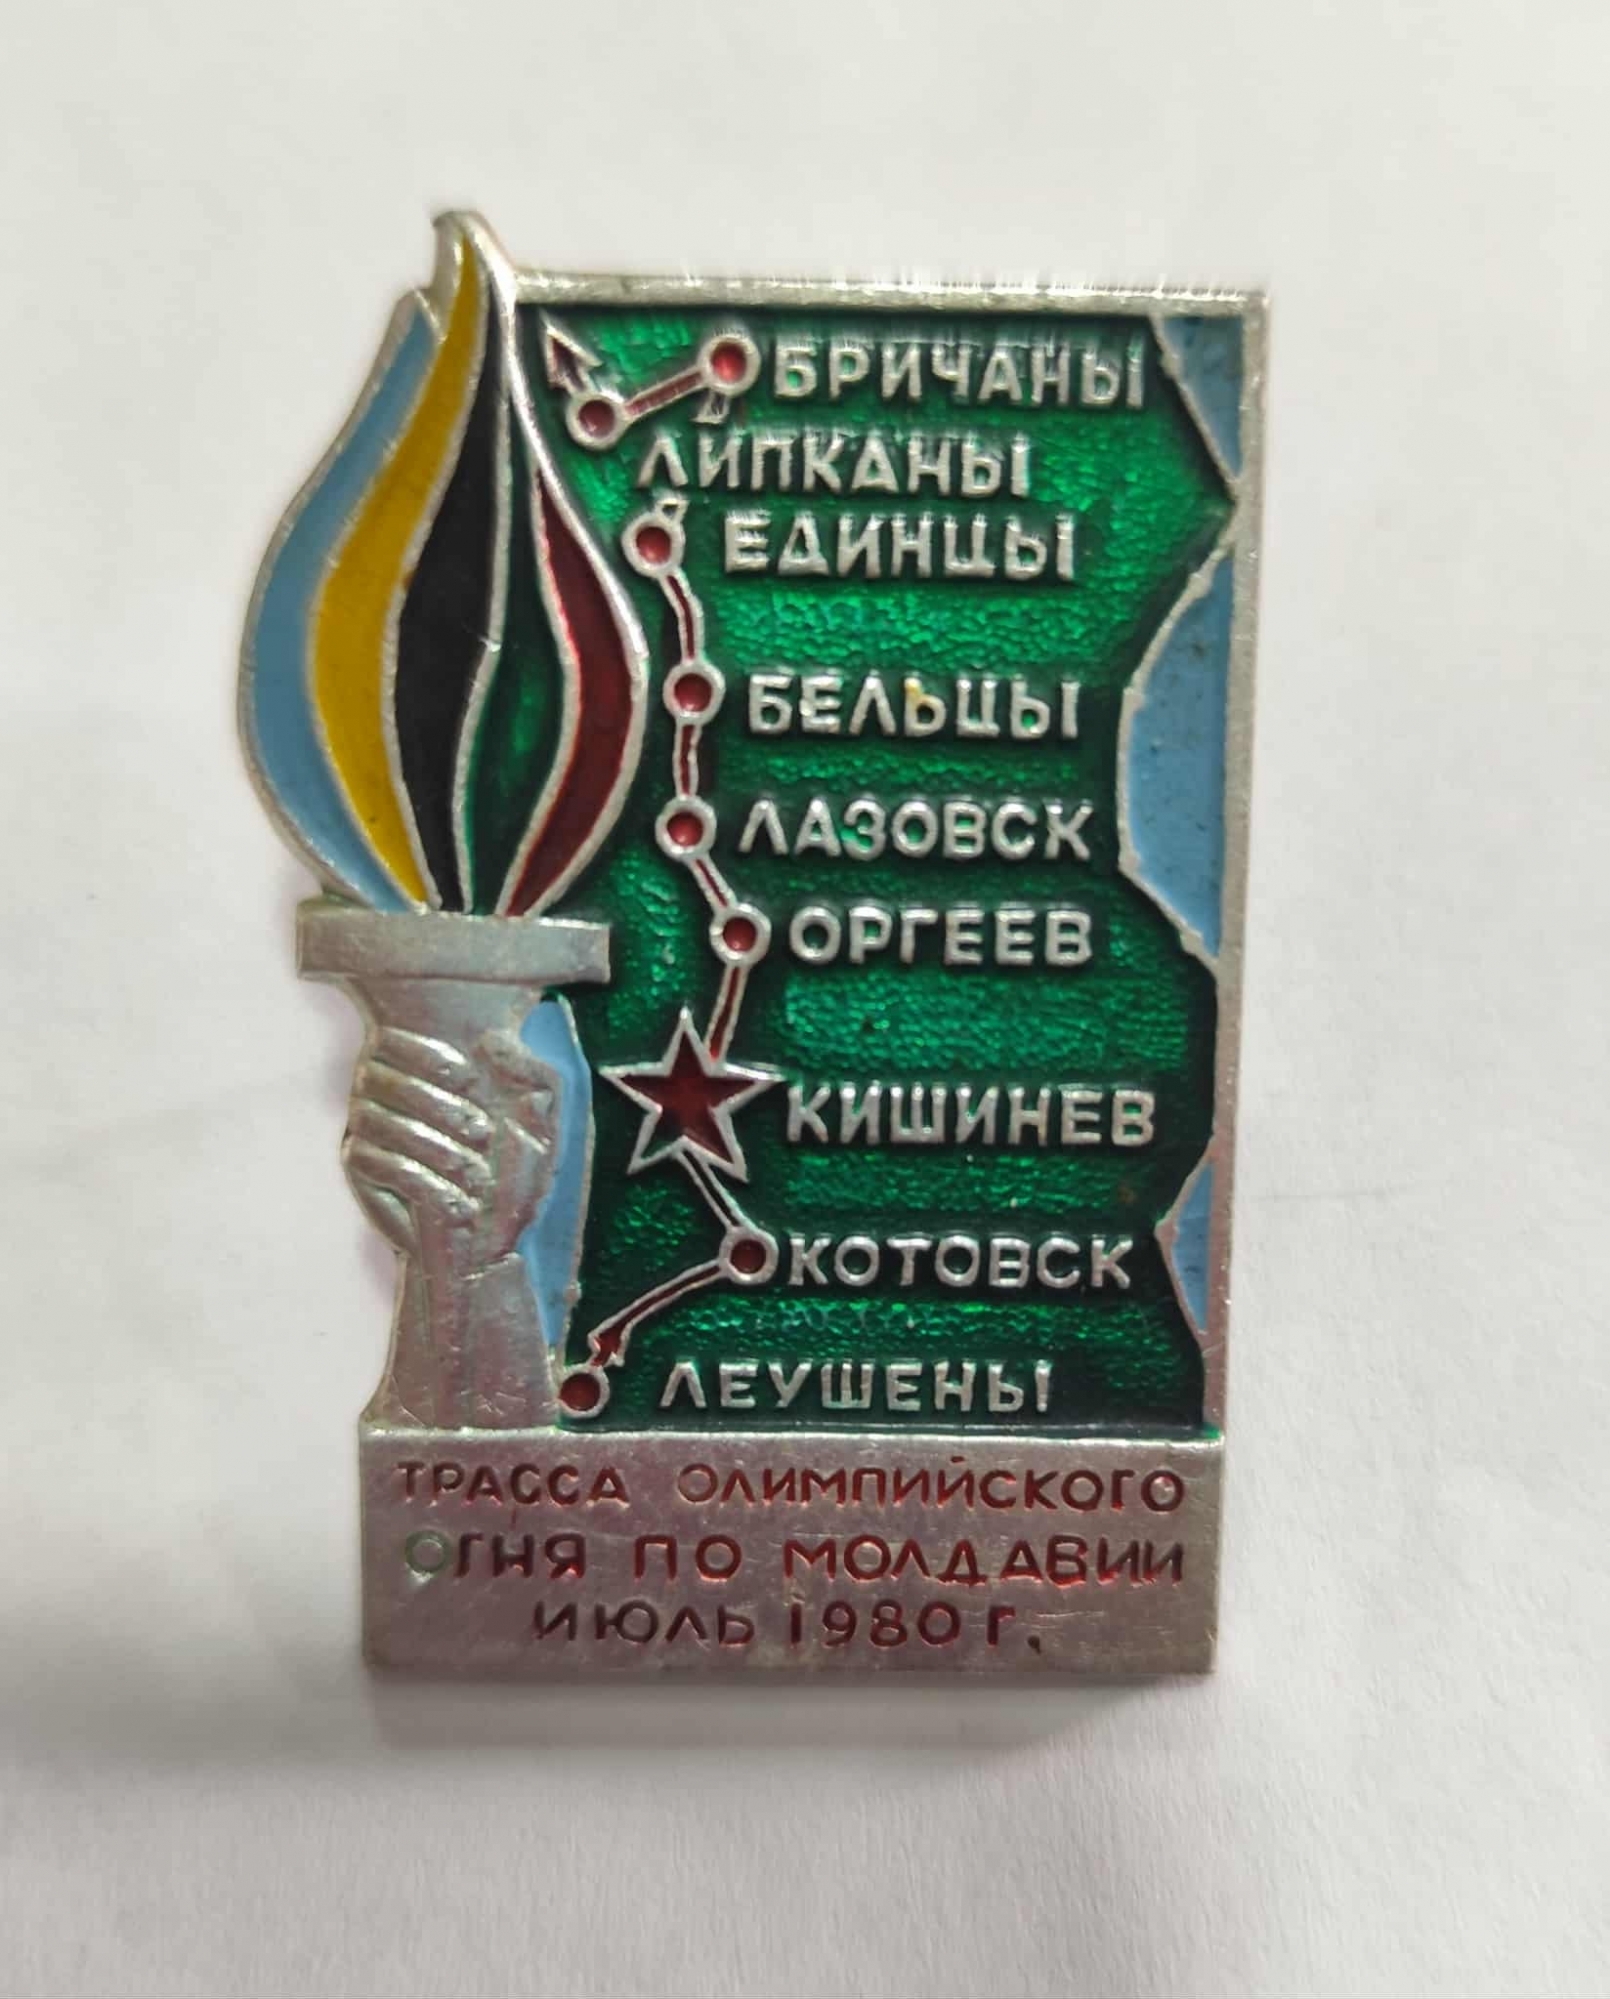 БРИЧАНЫ
ЛИПКАНЫ
ЕДИНЦЫ
БЕЛЬЦЫ
ЛАЗОВСК
ОРГЕЕВ
КИШИНЕВ
КОТОВСК
ЛЕУШЕНЫ
ТРАССА ОЛИМПИЙСКОГО
ОГНЯ ПО МОЛДАВИИ
ИЮЛЬ 1980 Г.